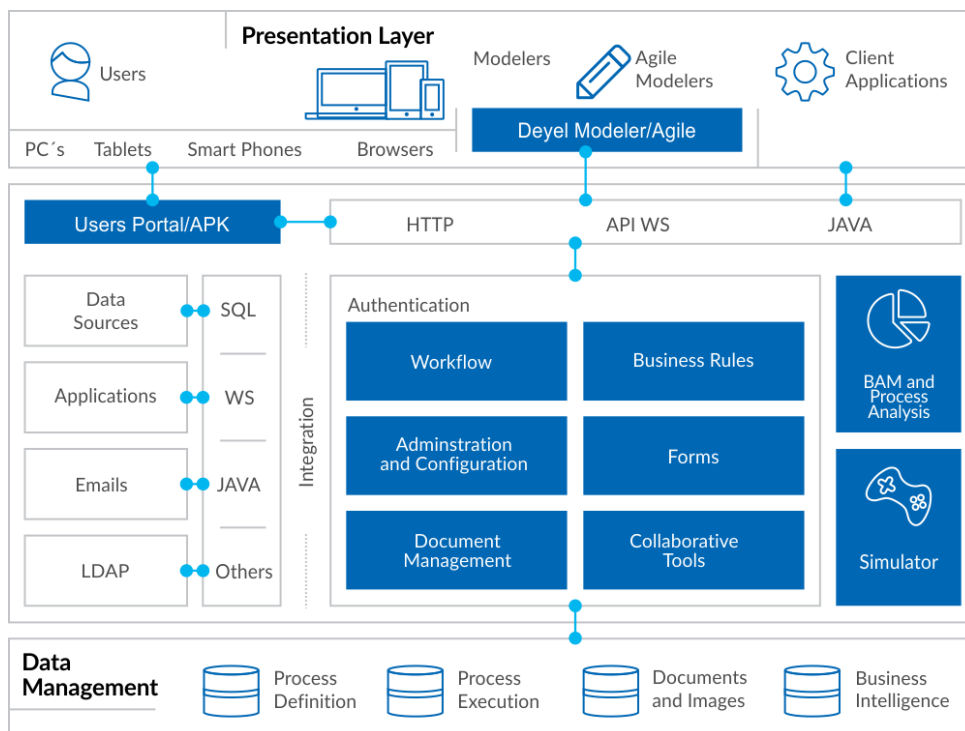 Presentation Layer
Users
Modelers
Agile
Modelers
Client
Applications
Deyel Modeler/Agile
PC´s
Tablets
Smart Phones
Browsers
Users Portal/APK
HTTP
API WS
JAVA
Data
Sources
SQL
Applications
WS
Emails
JAVA
LDAP
Others
Integration
Authentication
Workflow
Business Rules
Adminstration
and Configuration
Forms
Document
Management
Collaborative
Tools
BAM and
Process
Analysis
Simulator
Data
Management
Process
Definition
Process
Execution
Documents
and Images
Business
Intelligence